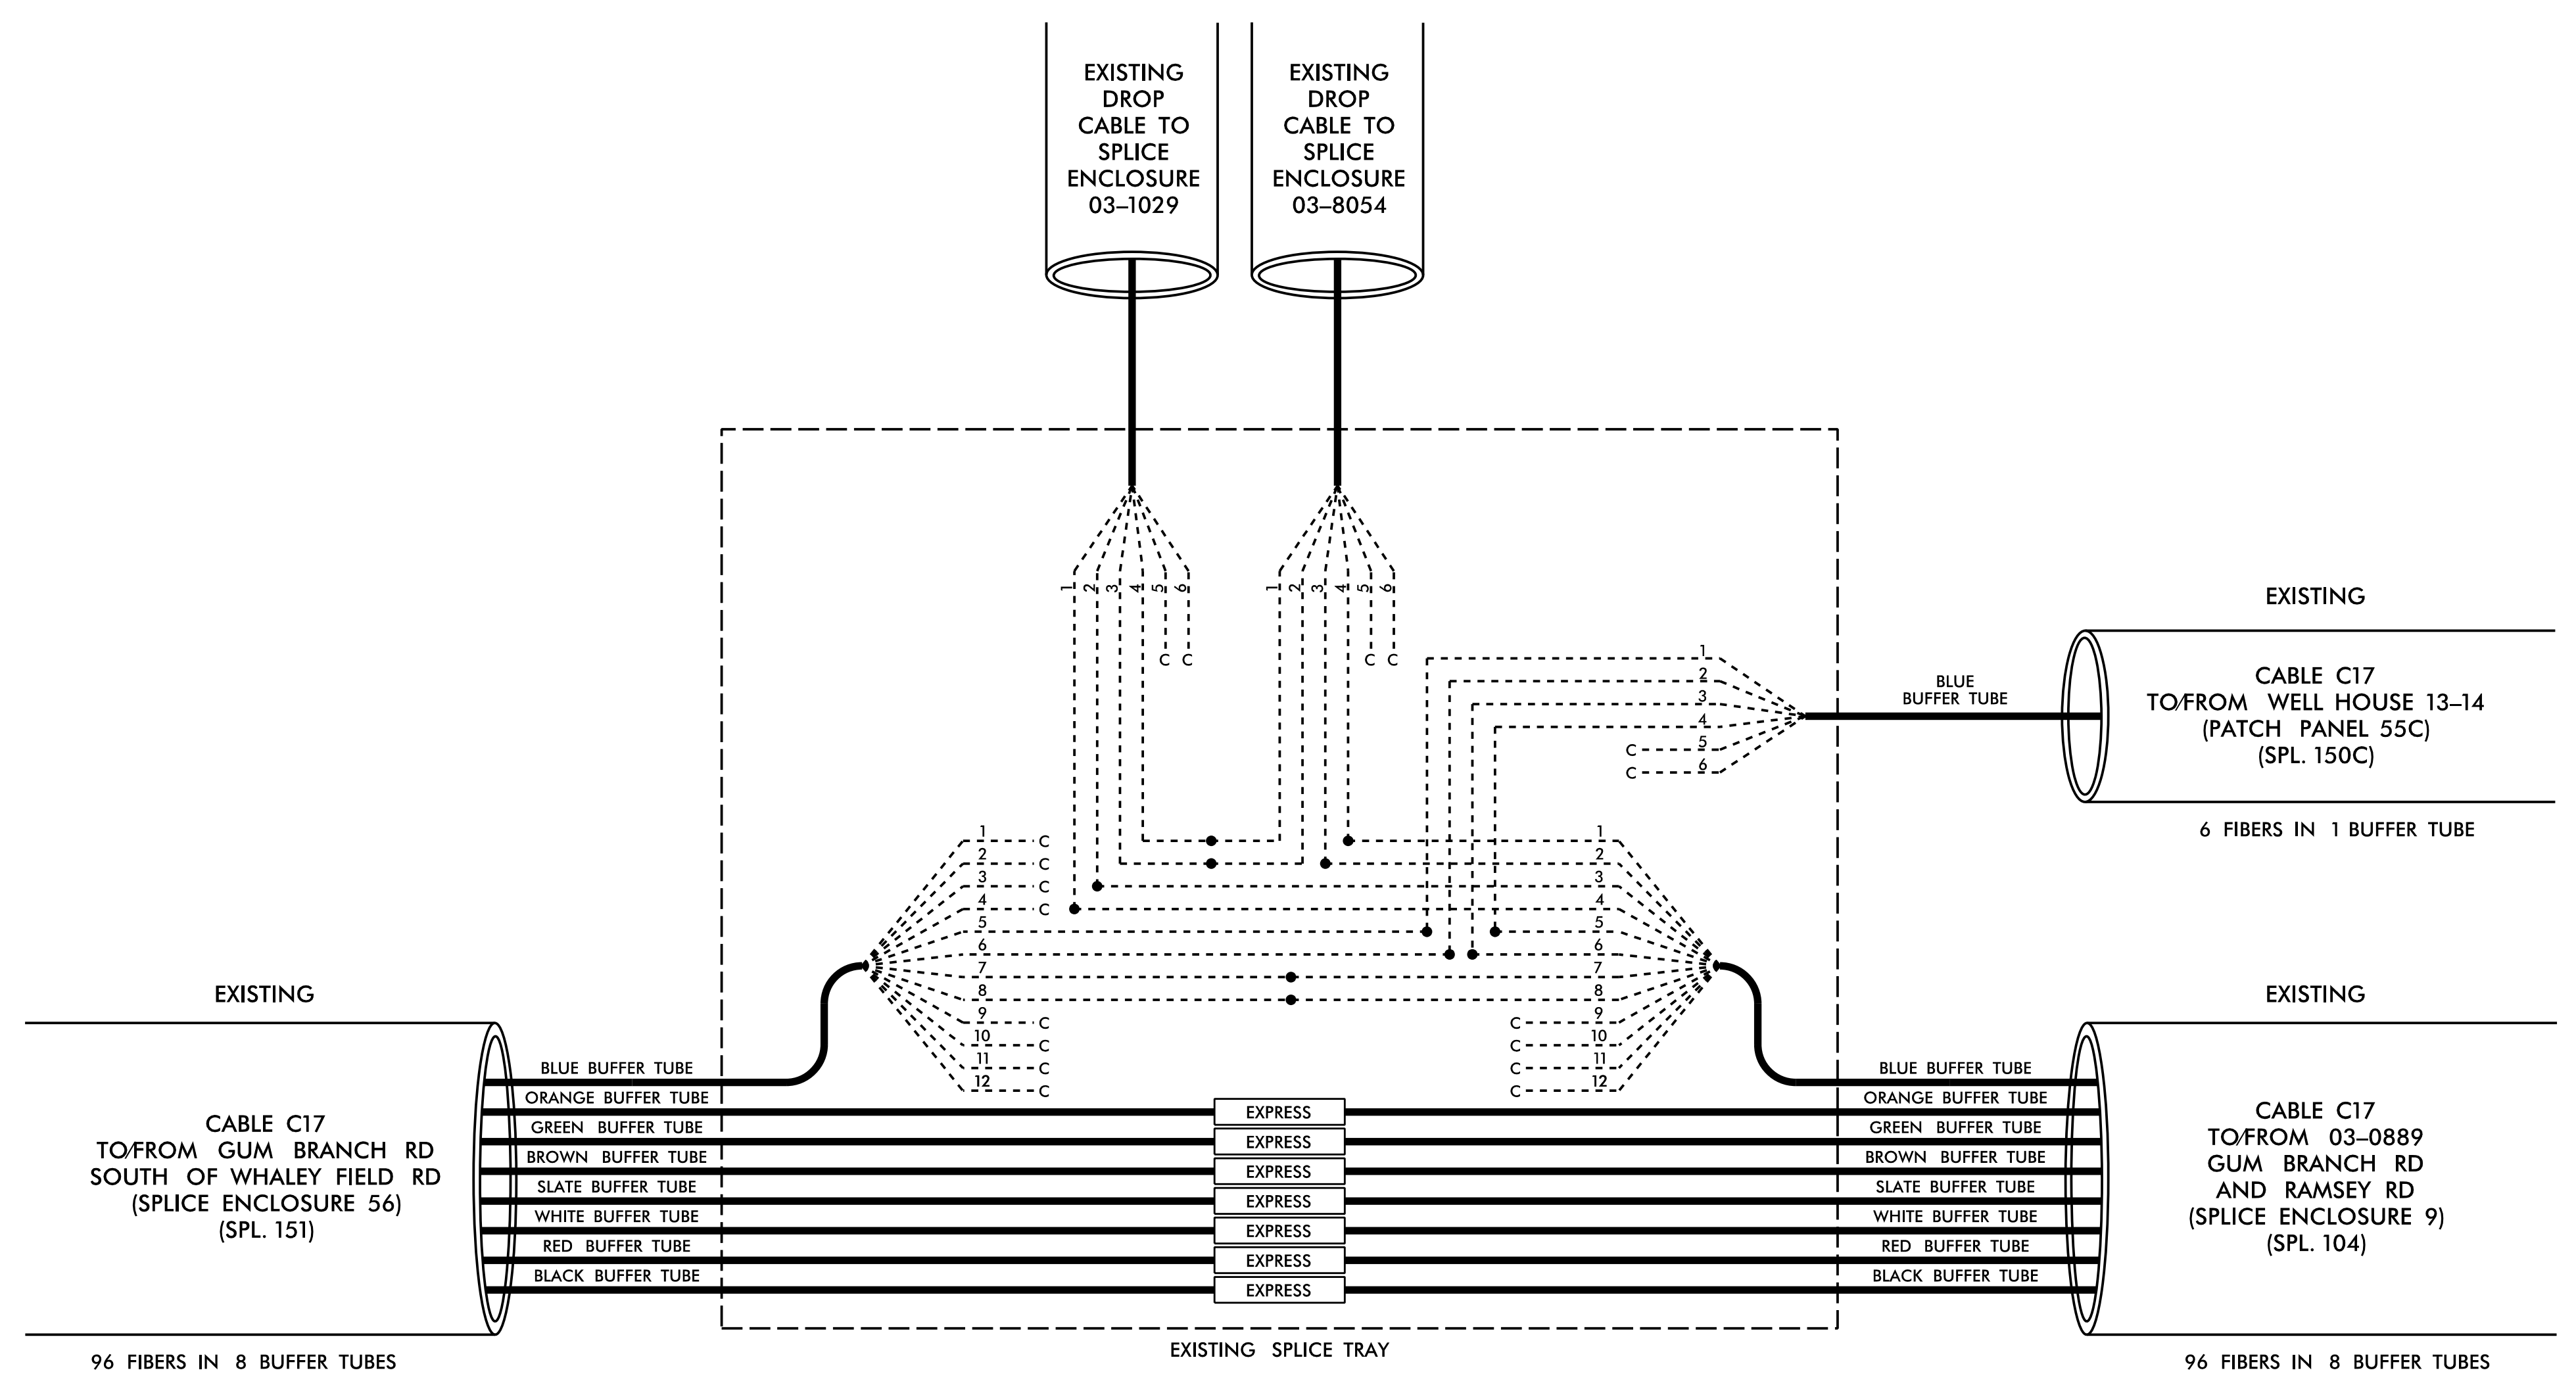 EXISTING
DROP
CABLE TO
SPLICE
ENCLOSURE
03–1029
EXISTING
DROP
CABLE TO
SPLICE
ENCLOSURE
03–8054
1 2 3 4 5 6
C C
1 2 3 4 5 6
C C
EXISTING
CABLE C17
TO/FROM WELL HOUSE 13–14
(PATCH PANEL 55C)
(SPL. 150C)
6 FIBERS IN 1 BUFFER TUBE
BLUE
BUFFER TUBE
1
2
3
4
C 5
C 6
1 C
2 C
3 C
4 C
5
6
7
8
9 C
10 C
11 C
12 C
1
2
3
4
5
6
7
8
C 9
C 10
C 11
C 12
EXISTING
CABLE C17
TO/FROM GUM BRANCH RD
SOUTH OF WHALEY FIELD RD
(SPLICE ENCLOSURE 56)
(SPL. 151)
96 FIBERS IN 8 BUFFER TUBES
BLUE BUFFER TUBE
ORANGE BUFFER TUBE
GREEN BUFFER TUBE
BROWN BUFFER TUBE
SLATE BUFFER TUBE
WHITE BUFFER TUBE
RED BUFFER TUBE
BLACK BUFFER TUBE
EXPRESS
EXPRESS
EXPRESS
EXPRESS
EXPRESS
EXPRESS
EXPRESS
EXISTING SPLICE TRAY
BLUE BUFFER TUBE
ORANGE BUFFER TUBE
GREEN BUFFER TUBE
BROWN BUFFER TUBE
SLATE BUFFER TUBE
WHITE BUFFER TUBE
RED BUFFER TUBE
BLACK BUFFER TUBE
EXISTING
CABLE C17
TO/FROM 03–0889
GUM BRANCH RD
AND RAMSEY RD
(SPLICE ENCLOSURE 9)
(SPL. 104)
96 FIBERS IN 8 BUFFER TUBES